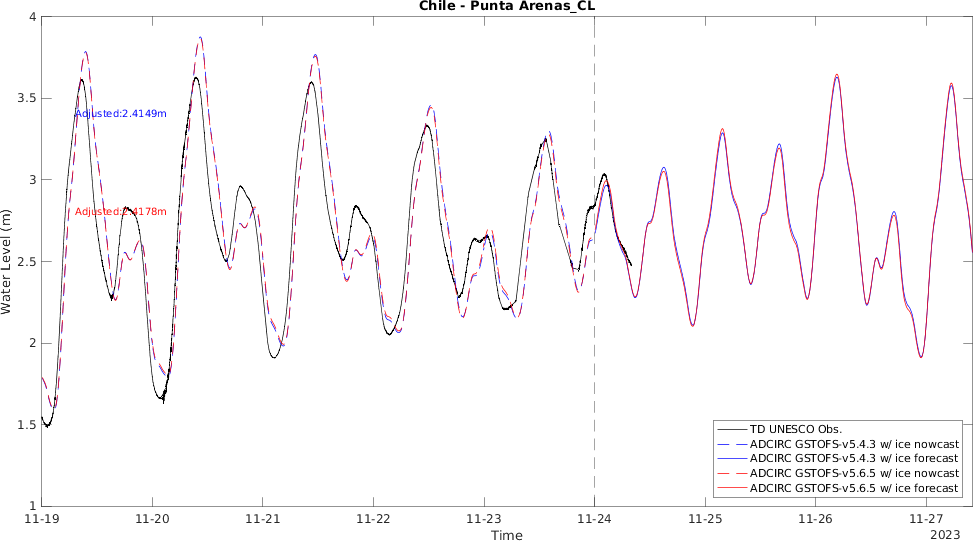 Chile - Punta Arenas_CL
4
3.5
3
2.5
2
1.5
1
Water Level (m)
Adjusted:2.4149m
Adjusted:2.4178m
TD UNESCO Obs.
ADCIRC GSTOFS-v5.4.3 w/ ice nowcast
ADCIRC GSTOFS-v5.4.3 w/ ice forecast
ADCIRC GSTOFS-v5.6.5 w/ ice nowcast
ADCIRC GSTOFS-v5.6.5 w/ ice forecast
11-19 11-20 11-21 11-22 11-23 11-24 11-25 11-26 11-27
Time
2023